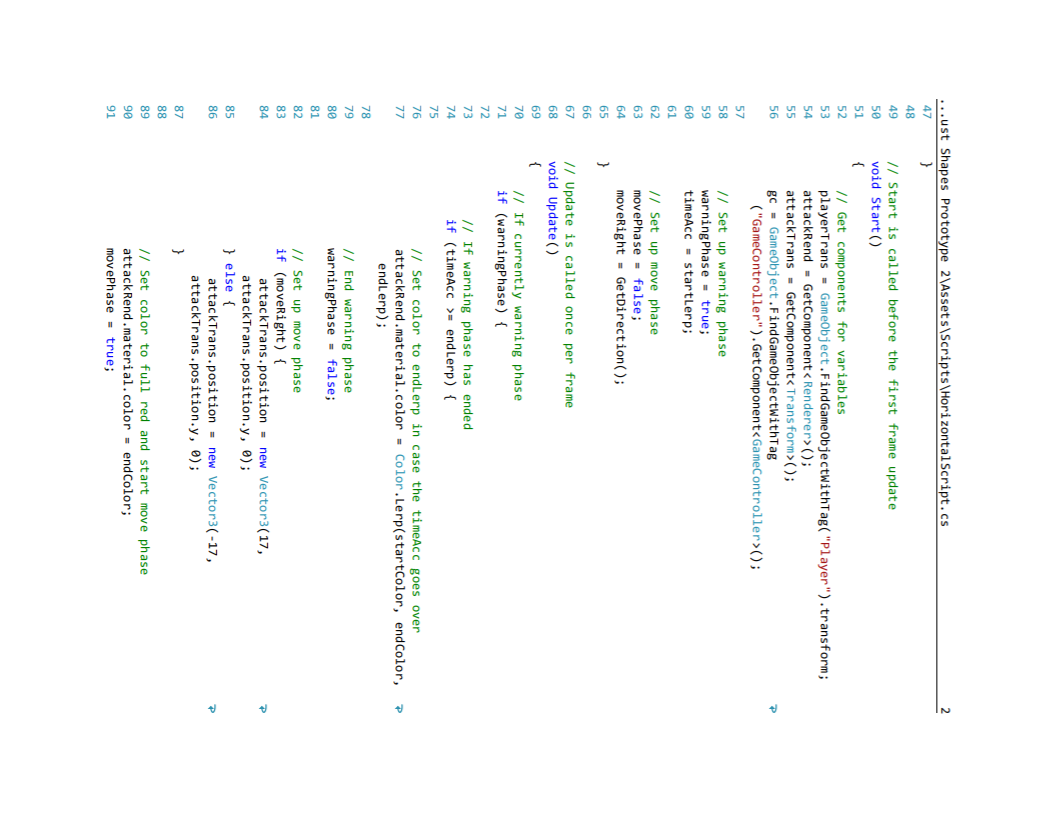 ...ust Shapes Prototype 2\Assets\Scripts\HorizontalScript.cs 2
47 }
48
49 // Start is called before the first frame update
50 void Start()
51 {
52 // Get components for variables
53 playerTrans = GameObject.FindGameObjectWithTag("Player").transform;
54 attackRend = GetComponent<Renderer>();
55 attackTrans = GetComponent<Transform>();
56 gc = GameObject.FindGameObjectWithTag
("GameController").GetComponent<GameController>();
57
58 // Set up warning phase
59 warningPhase = true;
60 timeAcc = startLerp;
61
62 // Set up move phase
63 movePhase = false;
64 moveRight = GetDirection();
65 }
66
67 // Update is called once per frame
68 void Update()
69 {
70 // If currently warning phase
71 if (warningPhase) {
72
73 // If warning phase has ended
74 if (timeAcc >= endLerp) {
75
76 // Set color to endLerp in case the timeAcc goes over
77 attackRend.material.color = Color.Lerp(startColor, endColor,
endLerp);
78
79 // End warning phase
80 warningPhase = false;
81
82 // Set up move phase
83 if (moveRight) {
84 attackTrans.position = new Vector3(17,
attackTrans.position.y, 0);
85 } else {
86 attackTrans.position = new Vector3(-17,
attackTrans.position.y, 0);
87 }
88
89 // Set color to full red and start move phase
90 attackRend.material.color = endColor;
91 movePhase = true;